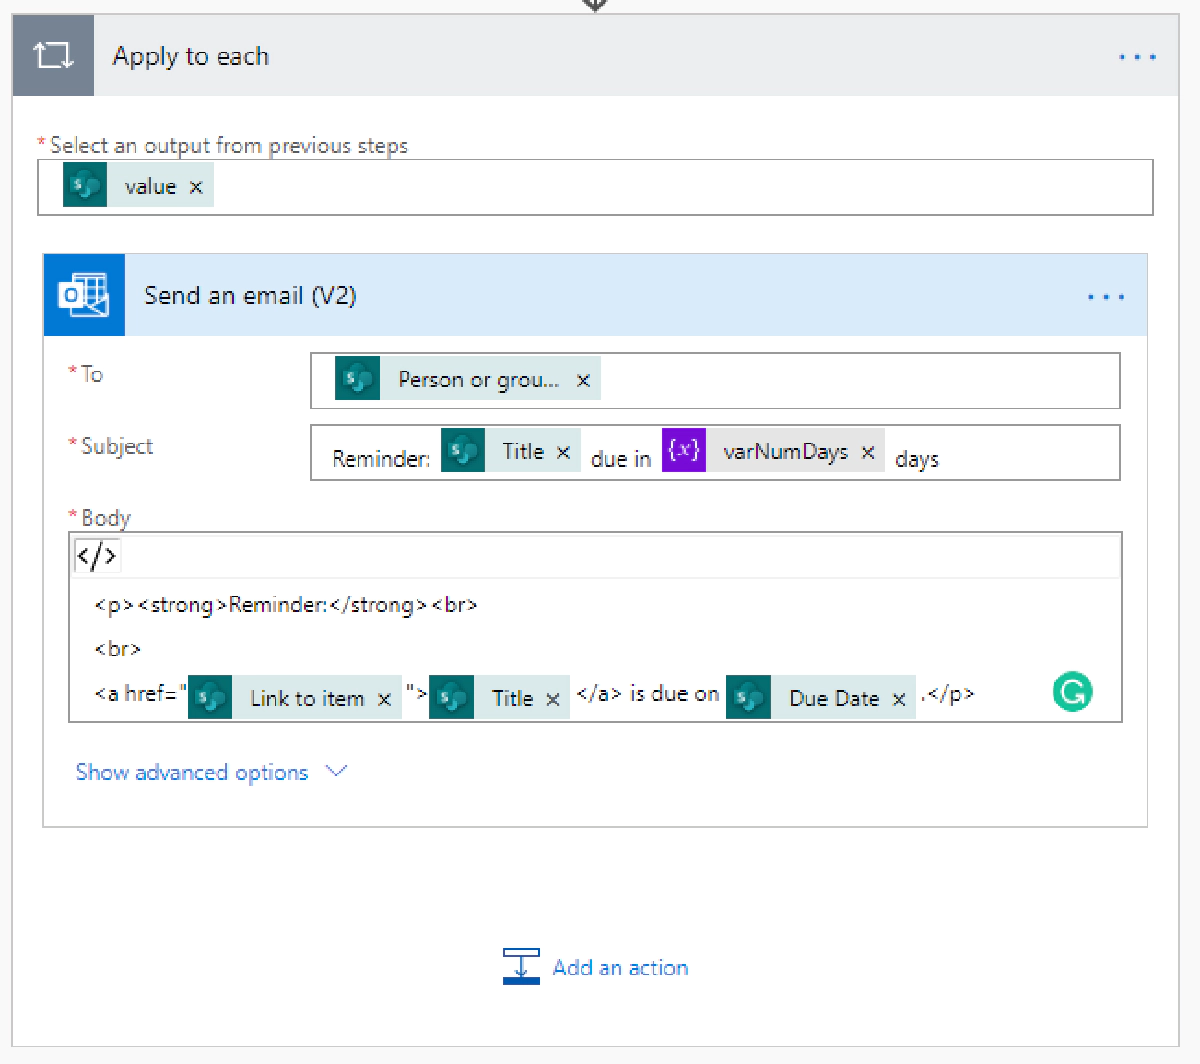 Apply to each
* Select an output from previous steps
value ×
Send an email (V2)
* To
Person or grou... ×
* Subject
Reminder: Title × due in {x} varNumDays × days
* Body
</>
<p><strong>Reminder:</strong><br>
<br>
<a href="Link to item ×">Title ×</a> is due on Due Date ×.</p>
Show advanced options
Add an action